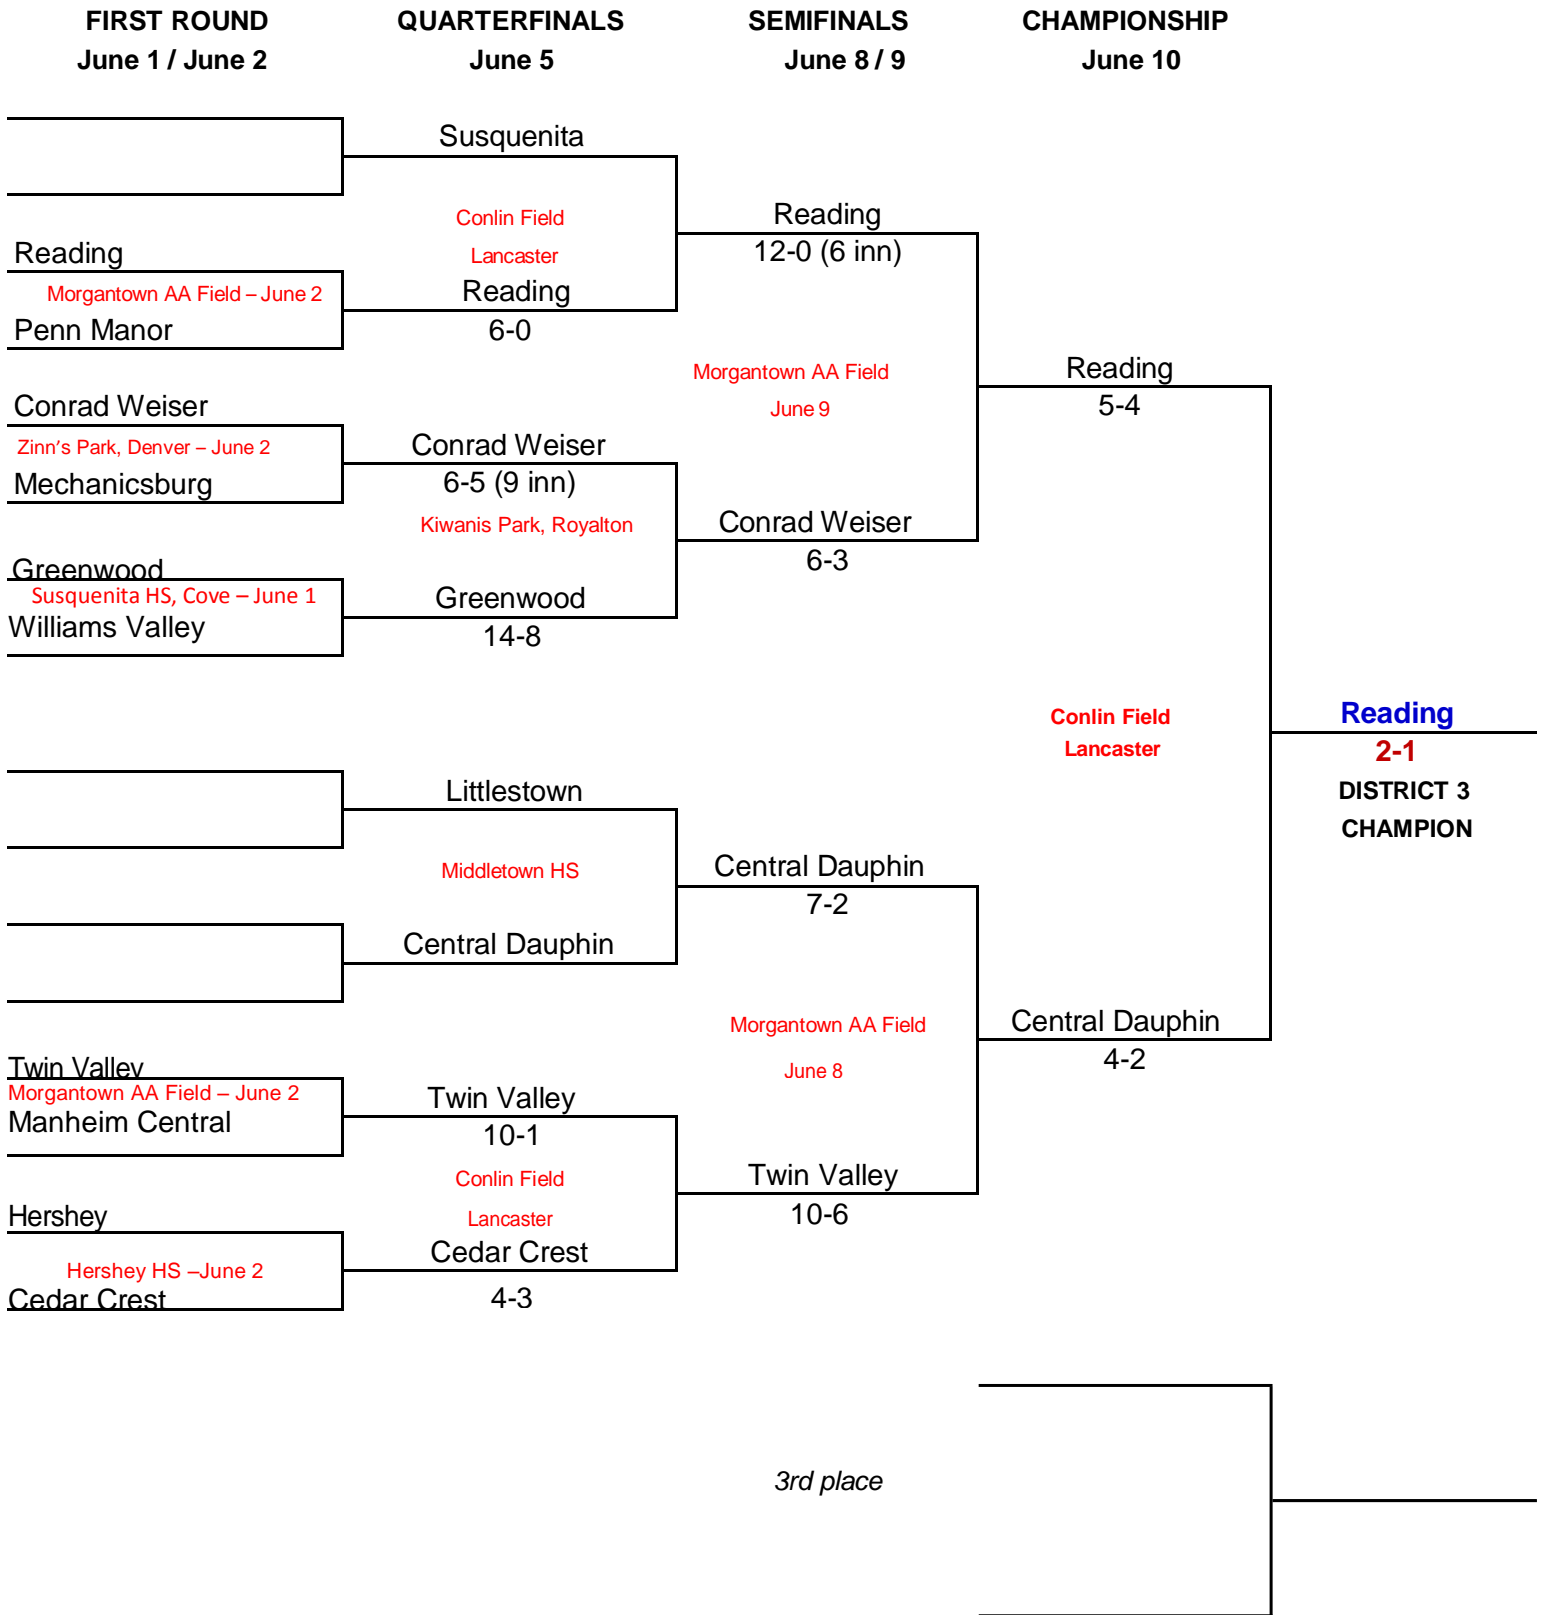 FIRST ROUND
June 1 / June 2
QUARTERFINALS
June 5
SEMIFINALS
June 8 / 9
CHAMPIONSHIP
June 10
Reading
Morgantown AA Field – June 2
Penn Manor
Conrad Weiser
Zinn's Park, Denver – June 2
Mechanicsburg
Greenwood
Susquenita HS, Cove – June 1
Williams Valley
Twin Valley
Morgantown AA Field – June 2
Manheim Central
Hershey
Hershey HS –June 2
Cedar Crest
Susquenita
Conlin Field
Lancaster
Reading
6-0
Conrad Weiser
6-5 (9 inn)
Kiwanis Park, Royalton
Greenwood
14-8
Littlestown
Middletown HS
Central Dauphin
Twin Valley
10-1
Conlin Field
Lancaster
Cedar Crest
4-3
Reading
12-0 (6 inn)
Morgantown AA Field
June 9
Conrad Weiser
6-3
Central Dauphin
7-2
Morgantown AA Field
June 8
Twin Valley
10-6
Reading
5-4
Conlin Field
Lancaster
Central Dauphin
4-2
Reading
2-1
DISTRICT 3
CHAMPION
3rd place